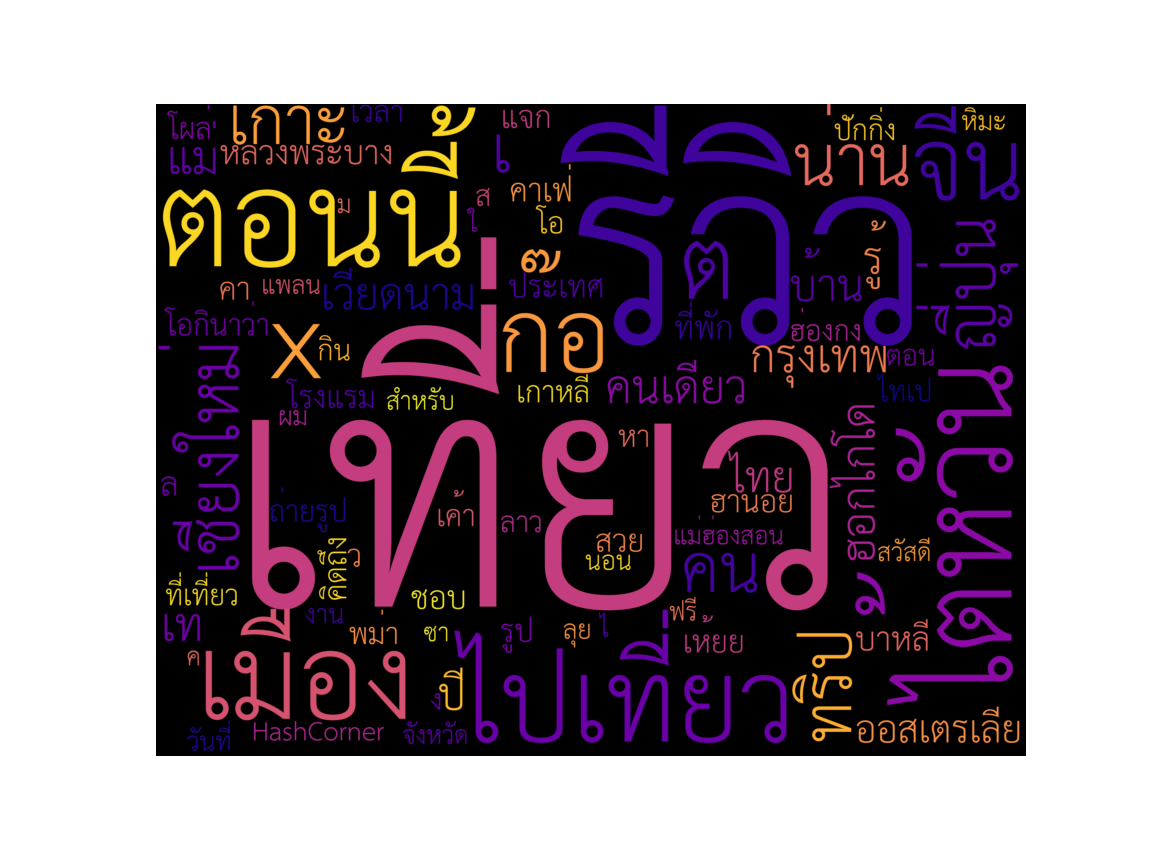 โผล่
เกาะ
เวลา
แจก
ปักกิ่ง
หิมะ
แม
หลวงพระบาง
เ
รีวิว
น่าน
จีน
ตอนนี้
ม
ส
ใ
คาเฟ่
โอ
ต
รู้
ญี่ปุ่น
คา
แพลน
เวียดนาม
ประเทศ
บ้าน
โอกินาวา
X
กิน
ก๊อ
ที่พัก
ฮ่องกง
กรุงเทพ
ตอน
เชียงใหม่
โรงแรม
ผม
สำหรับ
เกาหลี
คนเดียว
ไทเป
เที่ยว
หา
ไทย
ฮานอย
ฮอกไกโด
ไต้หวัน
ล
ถ่ายรูป
เค้า
ลาว
สวย
นอน
แม่ฮ่องสอน
สวัสดี
คิดถึง
ว
คน
ที่เที่ยว
ชอบ
งาน
เท
พม่า
ซา
รูป
ลุย
ไ
ฟรี
เห้ยย
บาหลี
ค
เมือง
ปี
ง
ไปเที่ยว
ทริป
วันที่
HashCorner
จังหวัด
ออสเตรเลีย